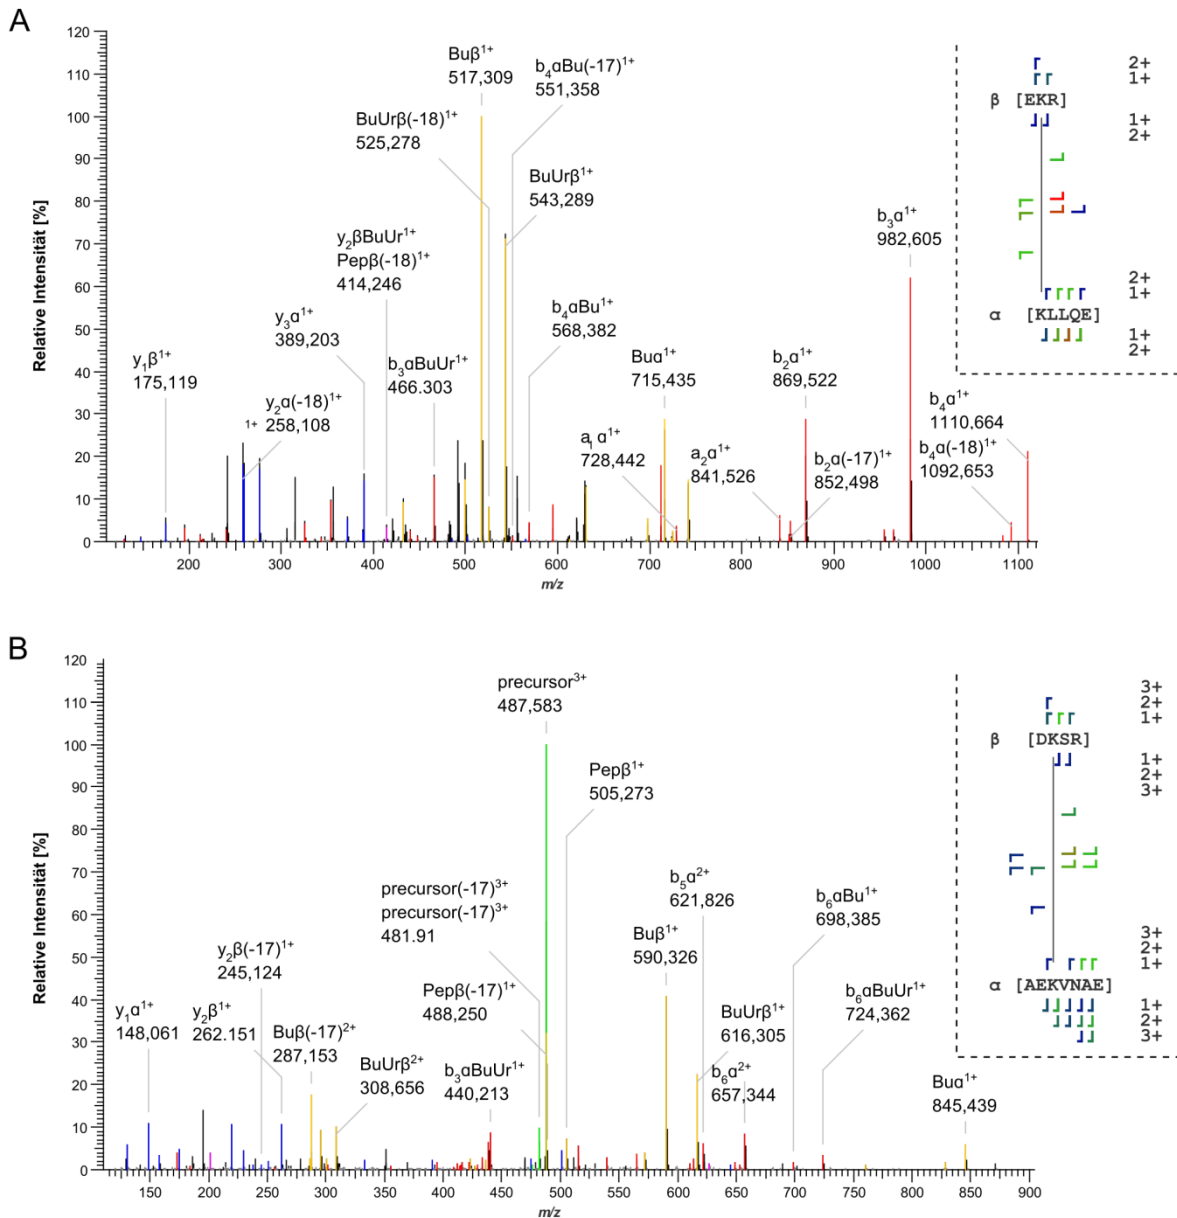 A
Relative Intensität [%]
120
110
100
90
80
70
60
50
40
30
20
10
0
200
300
400
500
600
700
800
900
1000
1100
m/z
Buβ¹⁺
517,309
b₄αBu(-17)¹⁺
551,358
BuUrβ(-18)¹⁺
525,278
BuUrβ¹⁺
543,289
y₂βBuUr¹⁺
Pepβ(-18)¹⁺
414,246
b₃α¹⁺
982,605
y₃α¹⁺
389,203
b₄αBu¹⁺
568,382
y₁β¹⁺
175,119
b₃αBuUr¹⁺
466.303
Buα¹⁺
715,435
b₂α¹⁺
869,522
y₂α(-18)¹⁺
1+
258,108
b₄α¹⁺
1110.664
a₁α¹⁺
728,442
a₂α¹⁺
841,526
b₂α(-17)¹⁺
852,498
b₄α(-18)¹⁺
1092,653
2+
1+
β [EKR]
1+
2+
2+
1+
α [KLLQE]
1+
2+
B
Relative Intensität [%]
120
110
100
90
80
70
60
50
40
30
20
10
0
150
200
250
300
350
400
450
500
550
600
650
700
750
800
850
900
m/z
precursor³⁺
487,583
Pepβ¹⁺
505,273
precursor(-17)³⁺
precursor(-17)³⁺
481.91
b₅α²⁺
621,826
b₆αBu¹⁺
698,385
y₂β(-17)¹⁺
245,124
Buβ¹⁺
590,326
Pepβ(-17)¹⁺
488,250
y₁α¹⁺
148,061
y₂β¹⁺
262.151
Buβ(-17)²⁺
287,153
BuUrβ¹⁺
616,305
b₆αBuUr¹⁺
724,362
BuUrβ²⁺
308,656
b₃αBuUr¹⁺
440,213
b₆α²⁺
657,344
Buα¹⁺
845,439
3+
2+
1+
β [DKSR]
1+
2+
3+
3+
2+
1+
α [AEKVNAE]
1+
2+
3+